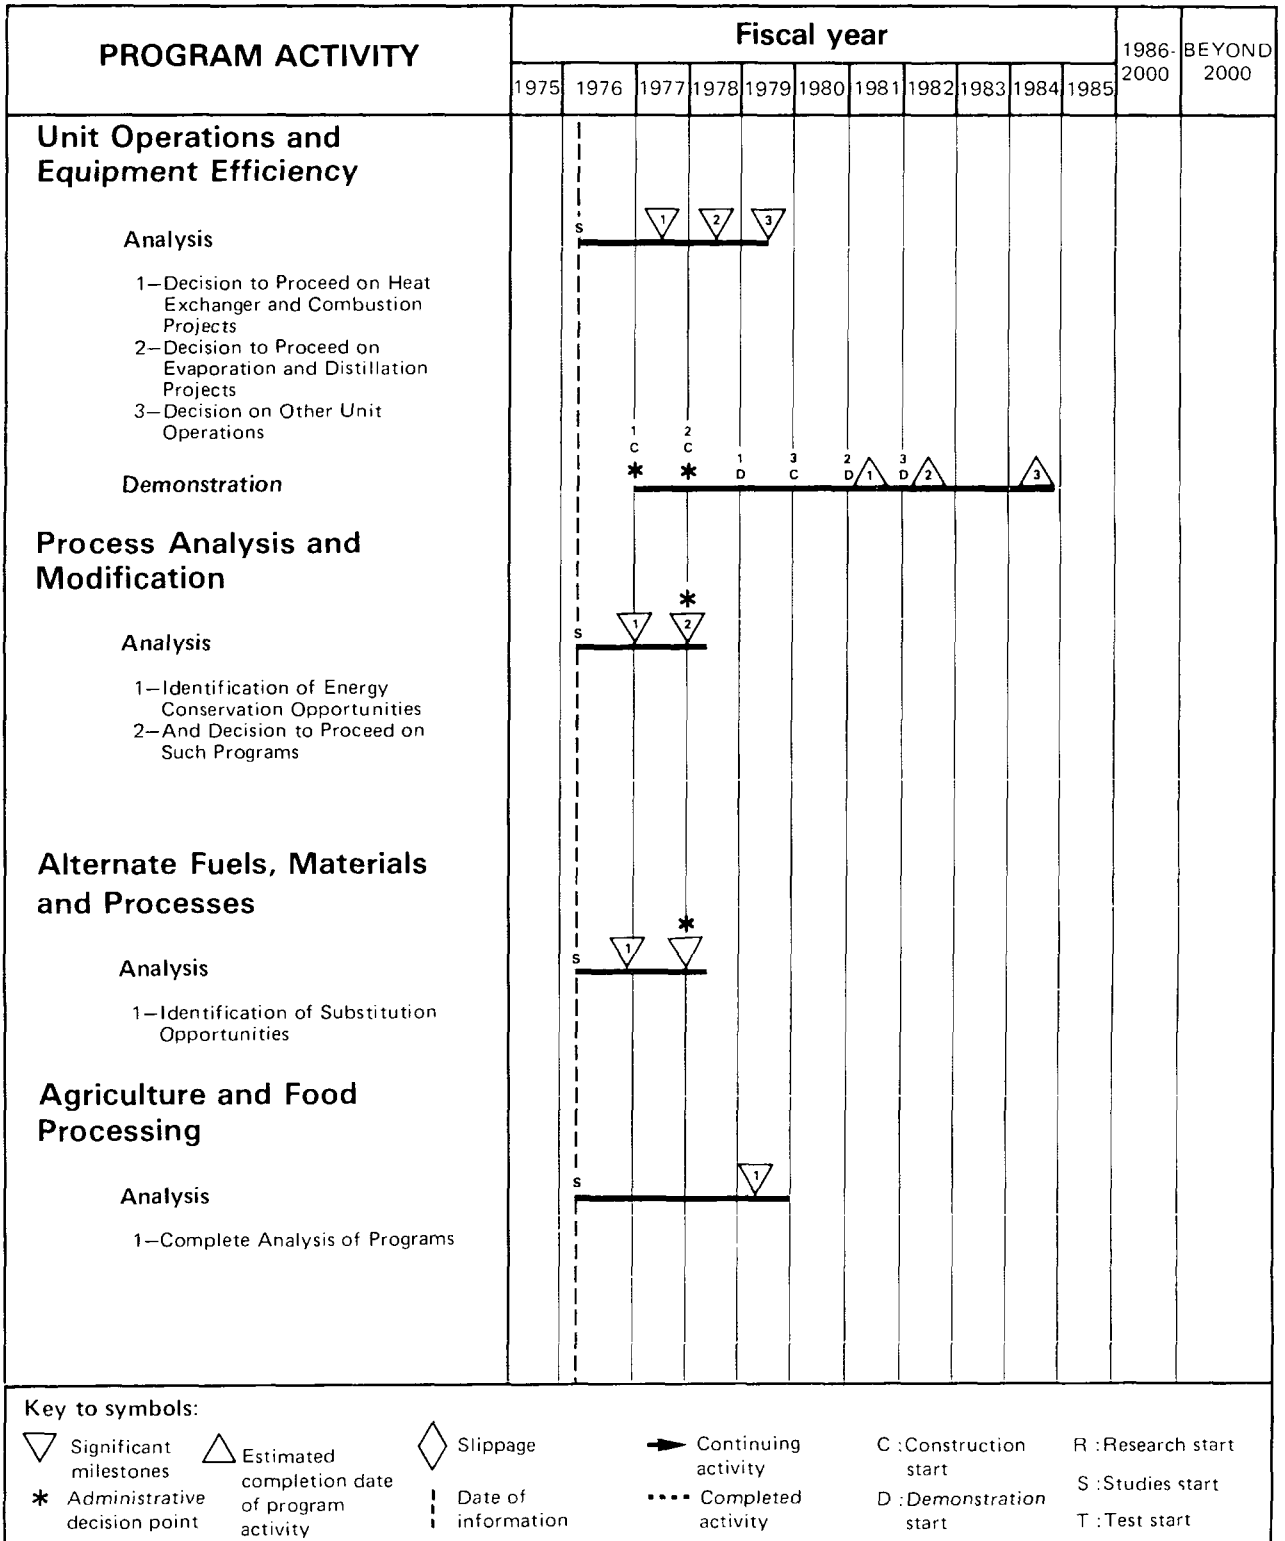 PROGRAM ACTIVITY
Fiscal year
1986-
2000
BEYOND
2000
1975 1976 1977 1978 1979 1980 1981 1982 1983 1984 1985
Unit Operations and
Equipment Efficiency
S 1 2 3
Analysis
1—Decision to Proceed on Heat
Exchanger and Combustion
Projects
2—Decision to Proceed on
Evaporation and Distillation
Projects
3—Decision on Other Unit
Operations
1 2 1 3 2 3
C C D C D 1 D 2 3
* *
Demonstration
Process Analysis and
Modification
*
S 1 2
Analysis
1—Identification of Energy
Conservation Opportunities
2—And Decision to Proceed on
Such Programs
Alternate Fuels, Materials
and Processes
*
S 1
Analysis
1—Identification of Substitution
Opportunities
Agriculture and Food
Processing
S 1
Analysis
1—Complete Analysis of Programs
Key to symbols:
Significant
milestones
* Administrative
decision point
Estimated
completion date
of program
activity
Slippage
Date of
information
Continuing
activity
Completed
activity
C :Construction
start
D :Demonstration
start
R :Research start
S :Studies start
T :Test start